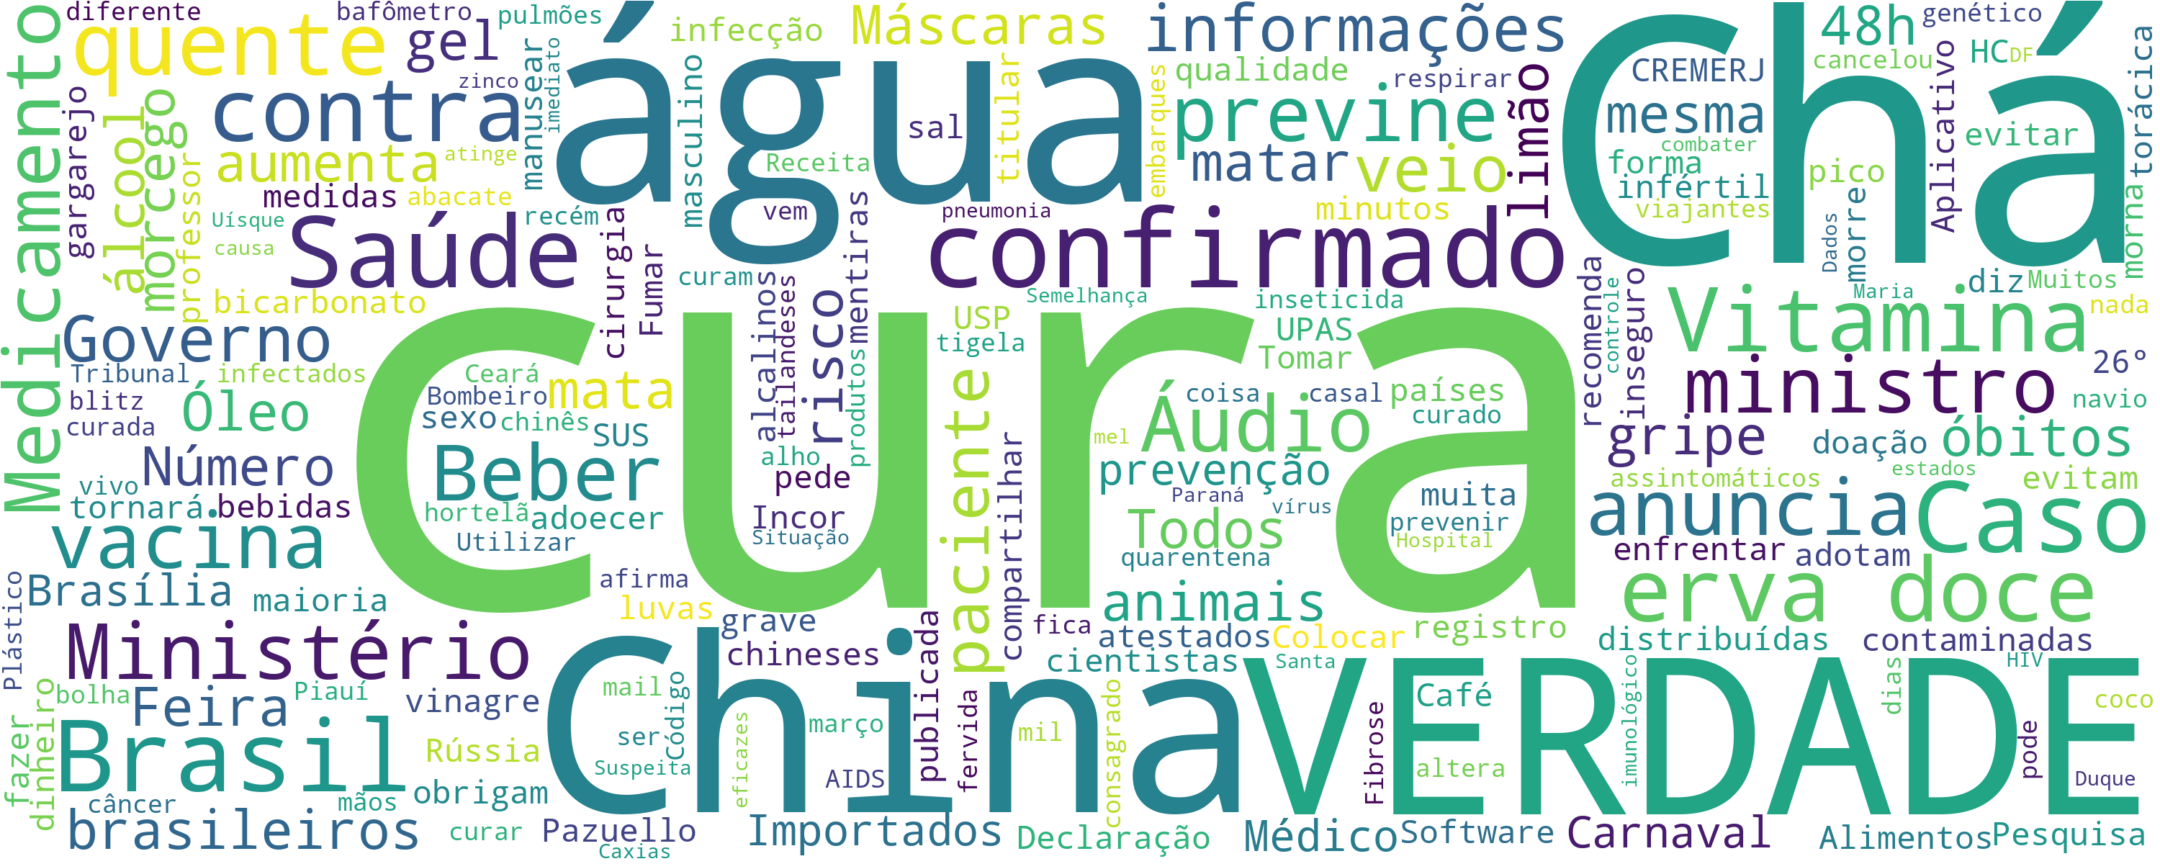 diferente
bafômetro
pulmões
quente
gel
infecção
Máscaras
informações
Chá
48h
genético
cancelou
HC
DF
torácica
Medicamento
zinco
manusear
imediato
água
masculino
titular
embarques
qualidade
respirar
CREMERJ
Aplicativo
gargarejo
álcool
morcego
contra
sal
previne
limão
mesma
combater
evitar
professor
aumenta
atinge
Receita
matar
veio
forma
infértil
pico
morre
morna
medidas
abacate
Uísque
recém
vem
mentiras
pneumonia
minutos
viajantes
Dados
causa
Saúde
cirurgia
Fumar
curam
confirmado
recomenda
inseguro
controle
diz
Muitos
bicarbonato
alcalinos
tailandeses
risco
produtos
Semelhança
inseticida
Maria
nada
Governo
USP
tigela
UPAS
Tomar
Vitamina
26°
Tribunal
infectados
Ceará
mata
cura
paciente
coisa
casal
países
ministro
navio
blitz
Óleo
Bombeiro
sexo
chinês
SUS
curado
curada
mel
Áudio
gripe
doação
óbitos
Número
Beber
alho
pede
compartilhar
prevenção
assintomáticos
estados
evitam
vivo
tornará
bebidas
hortelã
adoecer
Incor
Paraná
vírus
muita
prevenir
anuncia
Caso
vacina
Utilizar
Situação
Todos
Hospital
enfrentar
adotam
quarentena
Plástico
Brasília
maioria
afirma
luvas
grave
animais
erva
doce
Ministério
chineses
publicada
fica
atestados
Colocar
registro
distribuídas
contaminadas
cientistas
Santa
imunológico
HIV
bolha
Feira
Piauí
vinagre
China
mail
Código
março
fervida
consagrado
VERDADE
Café
dias
coco
fazer
dinheiro
Brasil
Rússia
ser
Suspeita
eficazes
AIDS
mil
Fibrose
altera
pode
Duque
câncer
mãos
obrigam
brasileiros
curar
Pazuello
Caxias
Importados
Declaração
Médico
Software
Carnaval
Alimentos
Pesquisa